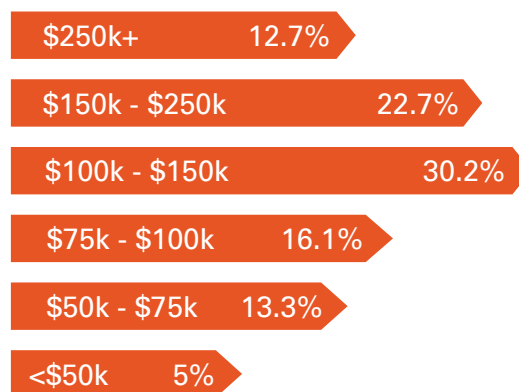 $250k+ 12.7%
$150k - $250k 22.7%
$100k - $150k 30.2%
$75k - $100k 16.1%
$50k - $75k 13.3%
<$50k 5%